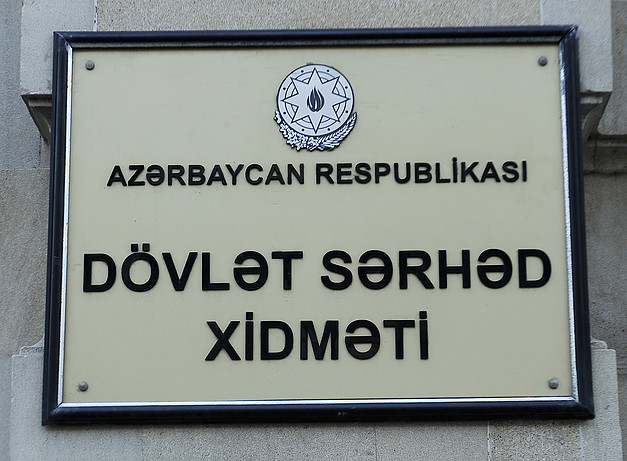 AZƏRBAYCAN RESPUBLİKASI
DÖVLƏT SƏRHƏD
XİDMƏTİ